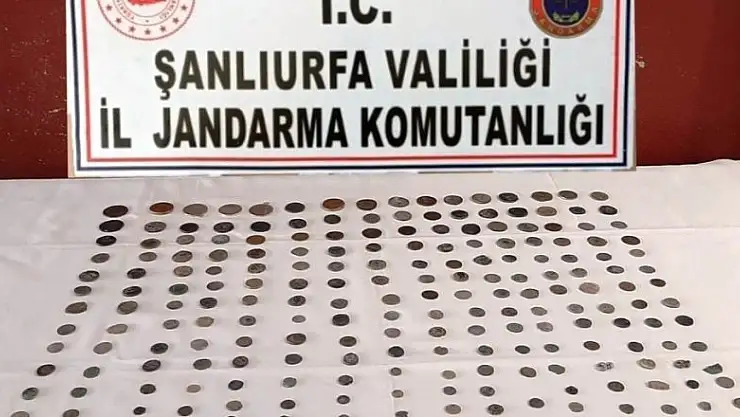 T.C.
ŞANLIURFA VALİLİĞİ
İL JANDARMA KOMUTANLIĞI